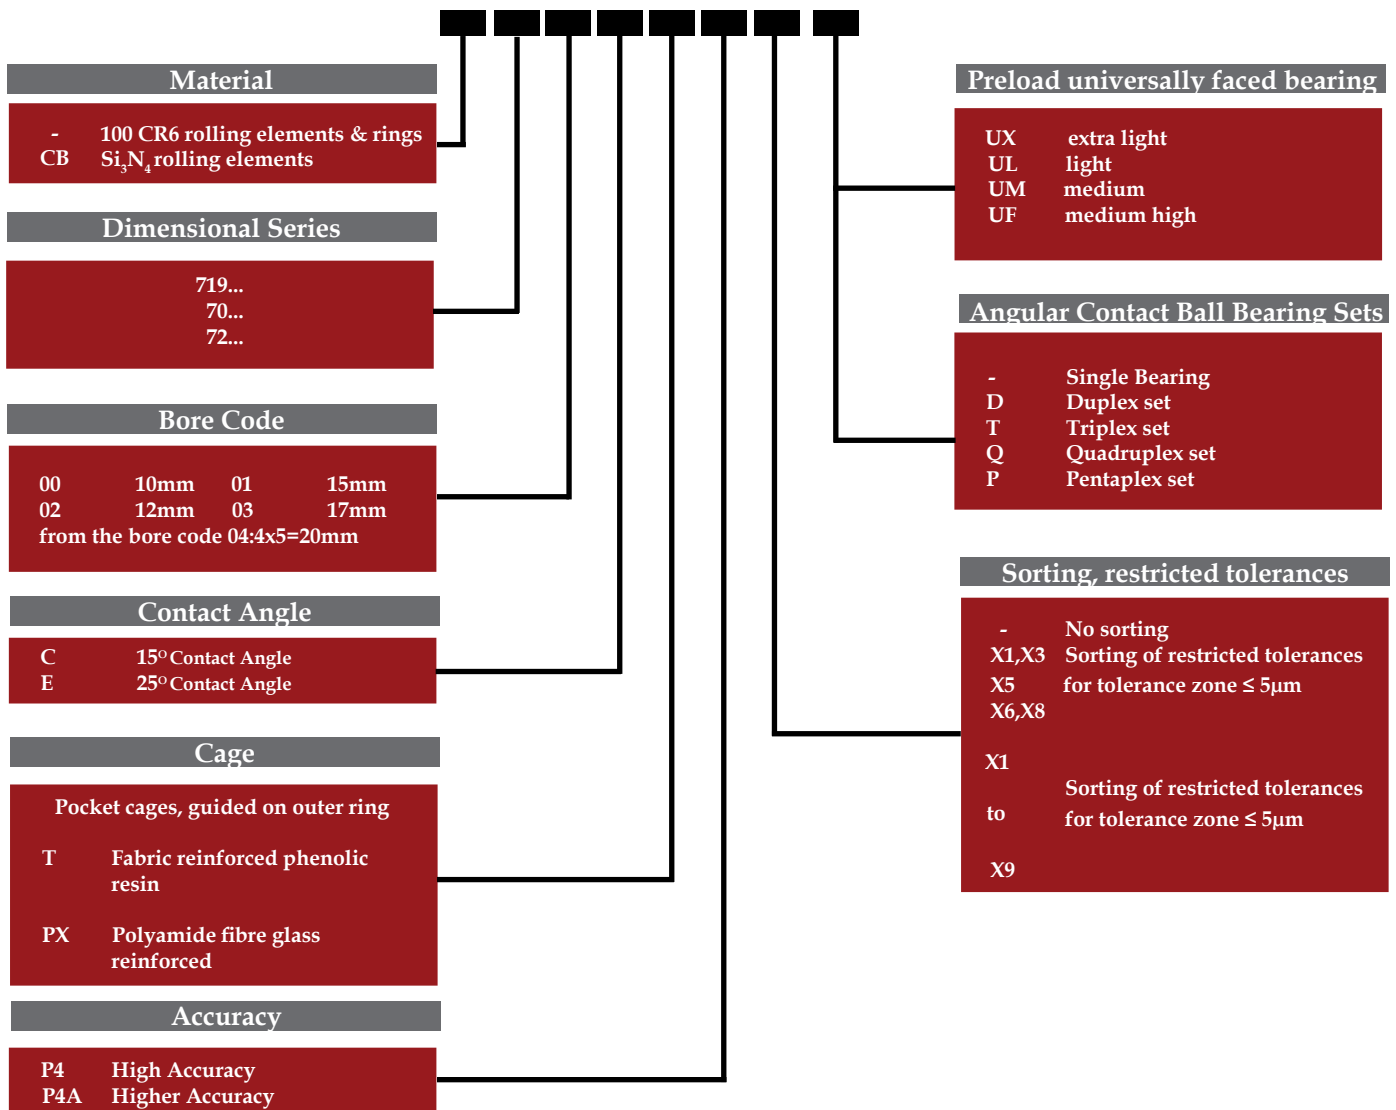 Material
- 100 CR6 rolling elements & rings
CB Si₃N₄ rolling elements
Dimensional Series
719...
70...
72...
Bore Code
00 10mm 01 15mm
02 12mm 03 17mm
from the bore code 04:4x5=20mm
Contact Angle
C 15° Contact Angle
E 25° Contact Angle
Cage
Pocket cages, guided on outer ring
T Fabric reinforced phenolic
resin
PX Polyamide fibre glass
reinforced
Accuracy
P4 High Accuracy
P4A Higher Accuracy
Preload universally faced bearing
UX extra light
UL light
UM medium
UF medium high
Angular Contact Ball Bearing Sets
- Single Bearing
D Duplex set
T Triplex set
Q Quadruplex set
P Pentaplex set
Sorting, restricted tolerances
- No sorting
X1,X3 Sorting of restricted tolerances
X5 for tolerance zone ≤ 5μm
X6,X8
X1
Sorting of restricted tolerances
to for tolerance zone ≤ 5μm
X9